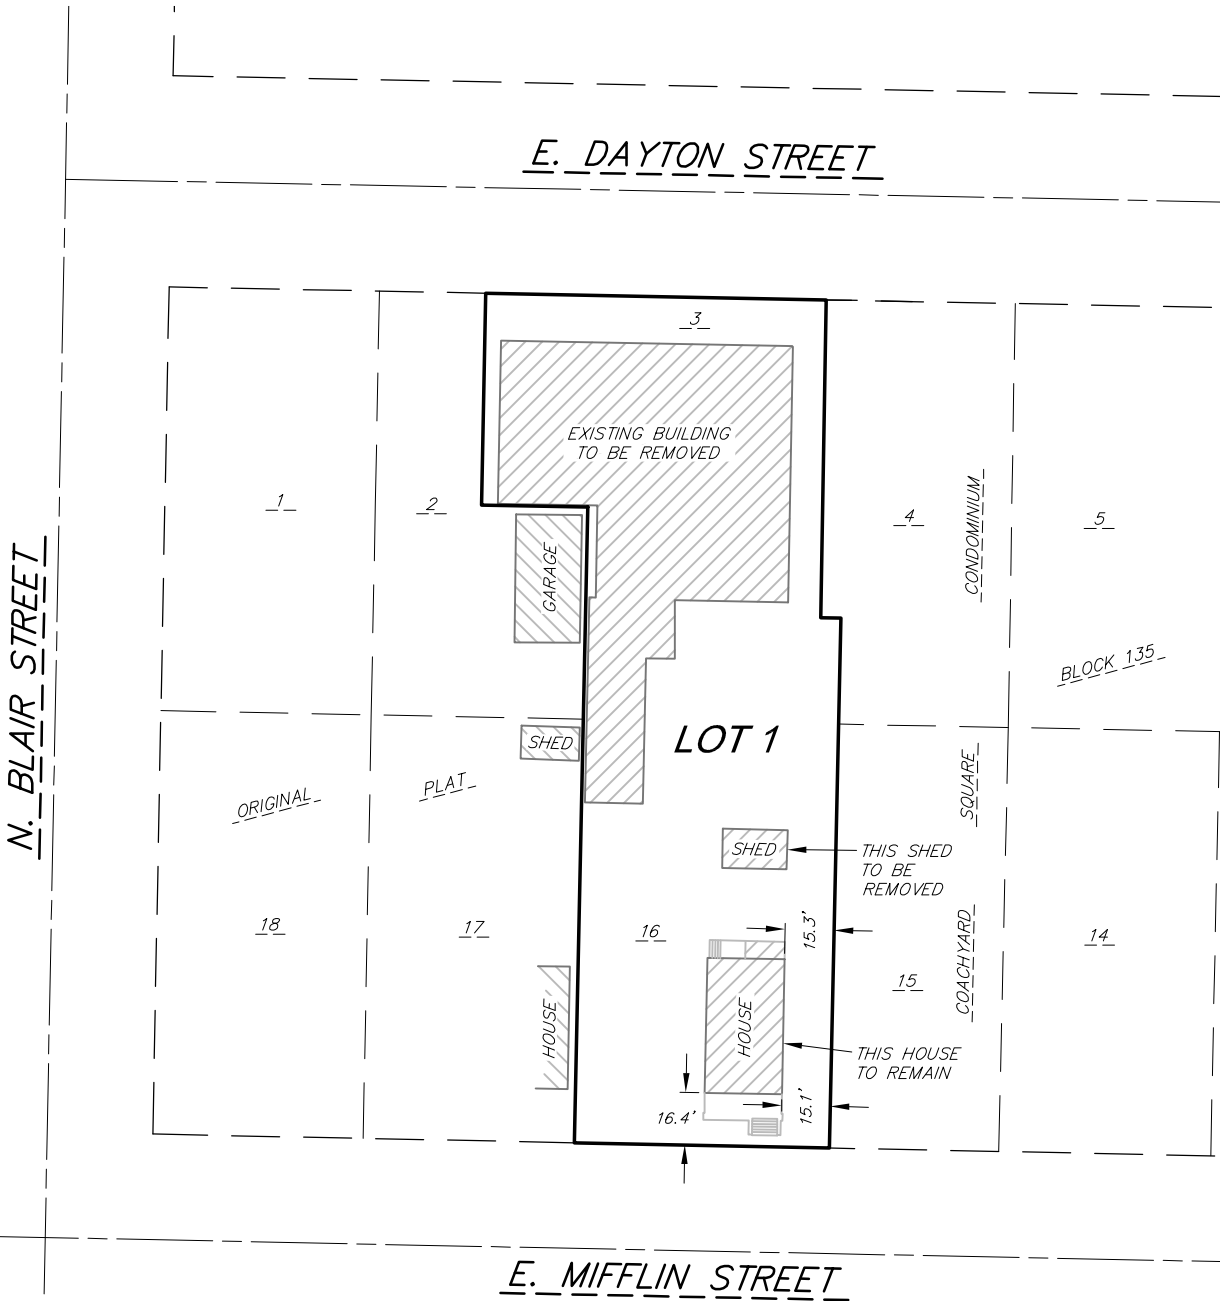 E. DAYTON STREET
3
EXISTING BUILDING
TO BE REMOVED
1
2
4
5
CONDOMINIUM
GARAGE
N. BLAIR STREET
BLOCK 135
LOT 1
SHED
SQUARE
ORIGINAL
PLAT
SHED
THIS SHED
TO BE
REMOVED
18
17
16
15.3'
COACHYARD
14
15
HOUSE
HOUSE
THIS HOUSE
TO REMAIN
16.4'
15.1'
E. MIFFLIN STREET